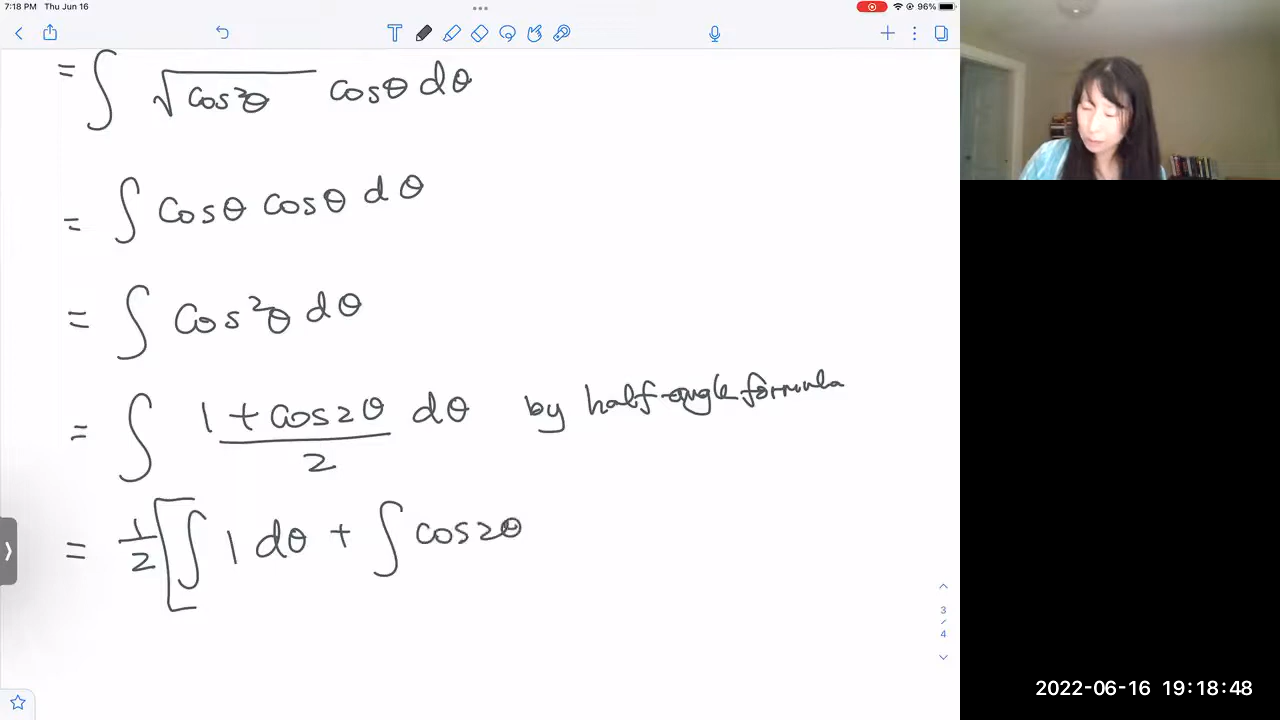 7:18 PM Thu Jun 16
96%
= ∫ √cos²θ cosθ dθ
= ∫ cosθ cosθ dθ
= ∫ cos²θ dθ
= ∫ (1 + cos2θ)/2 dθ by half-angle formula
= 1/2 [ ∫ 1 dθ + ∫ cos2θ
3
/
4
2022-06-16 19:18:48